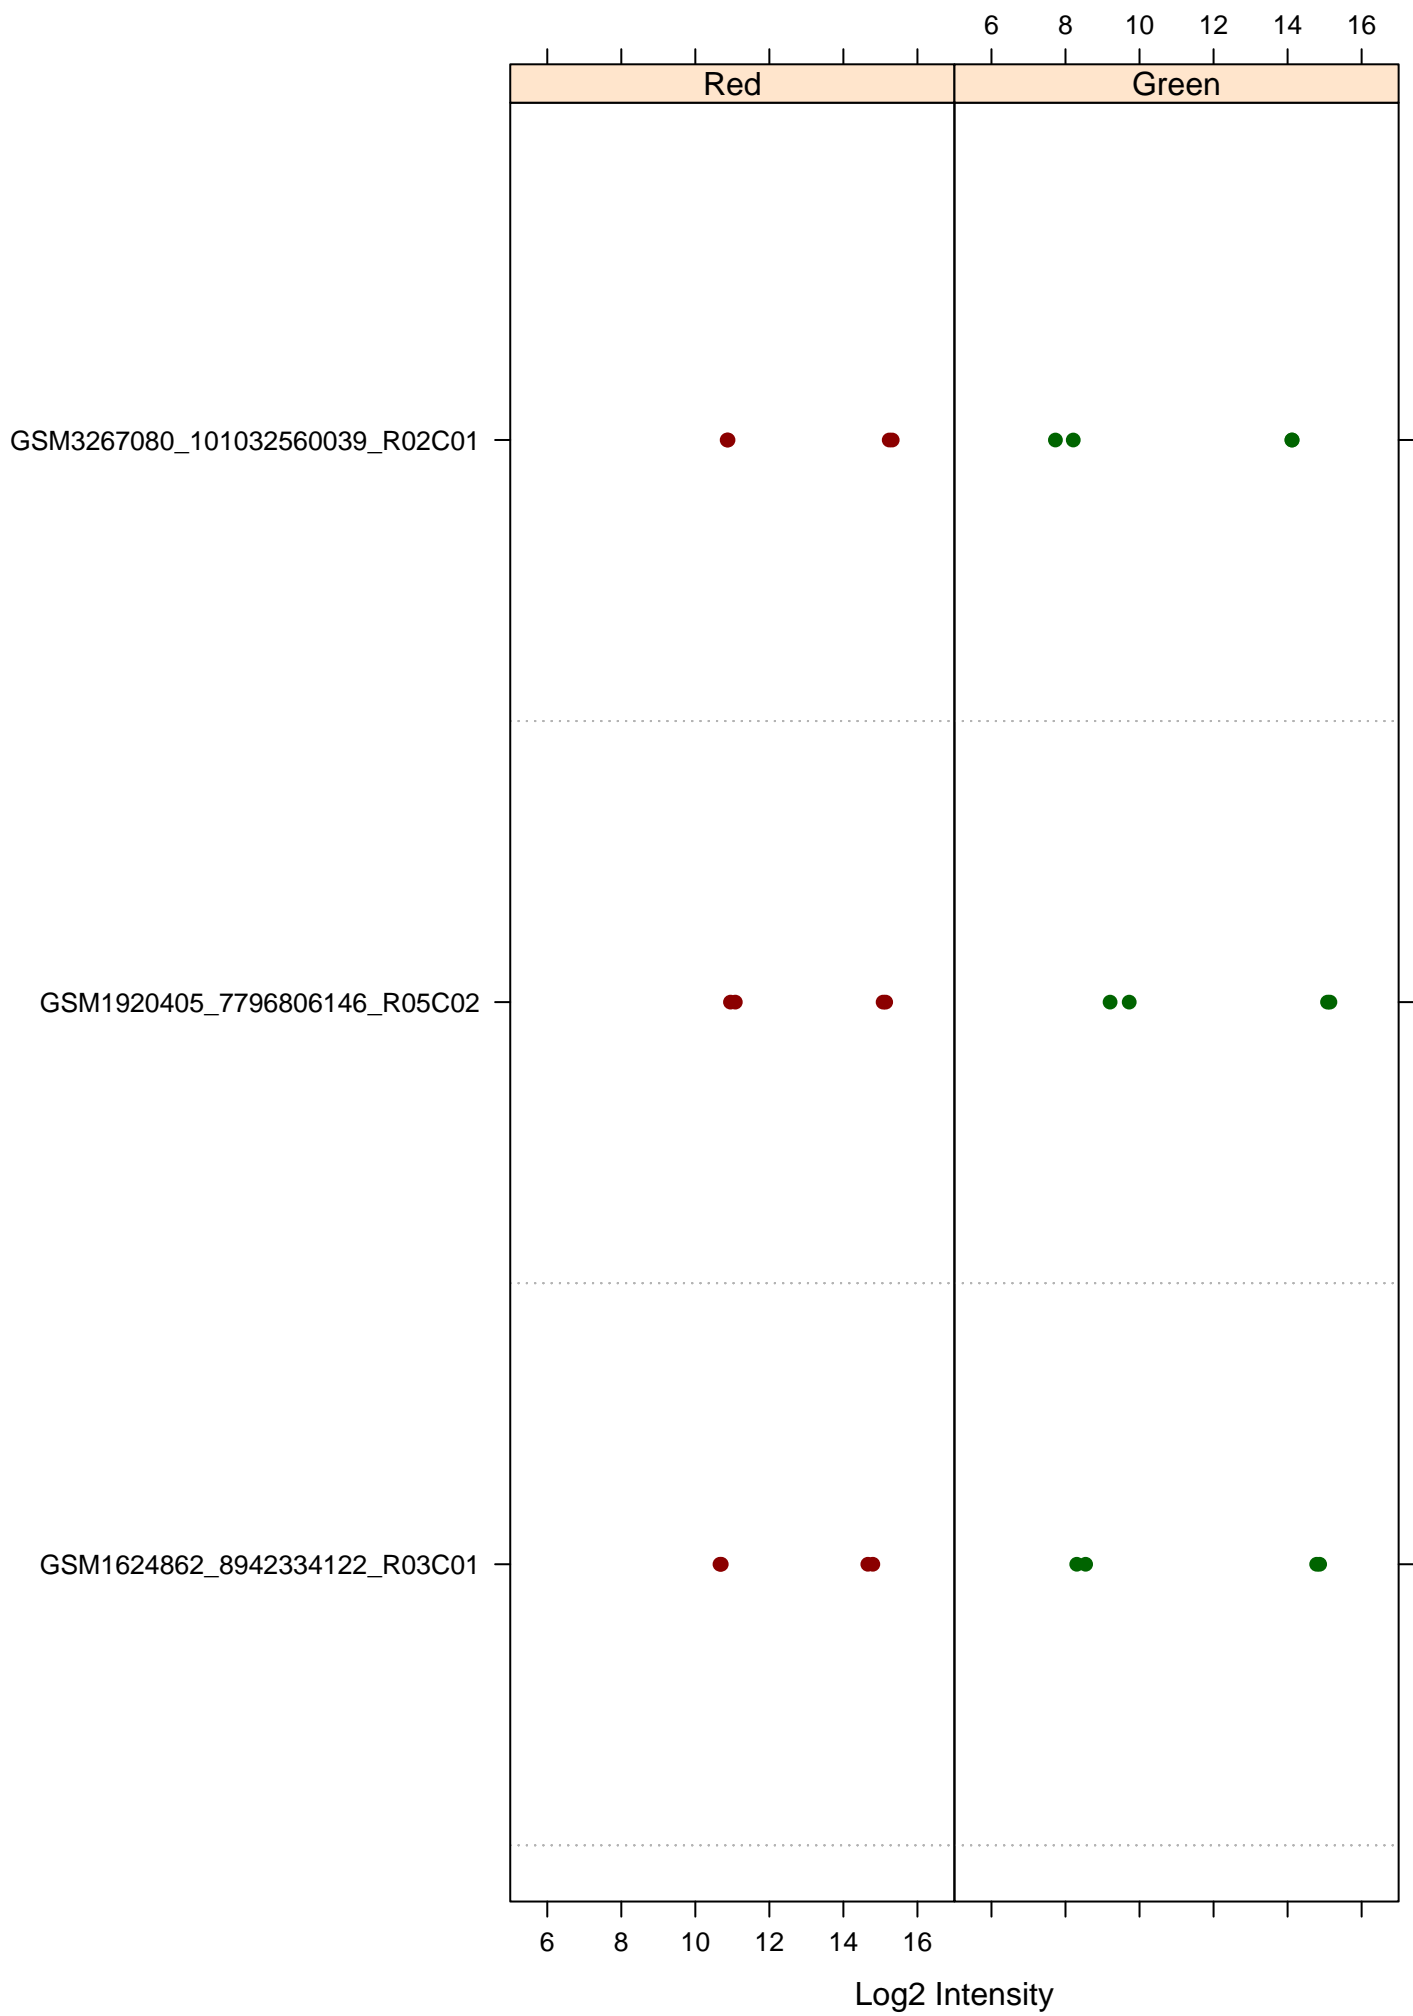 6 8 10 12 14 16
Red Green
GSM3267080_101032560039_R02C01
GSM1920405_7796806146_R05C02
GSM1624862_8942334122_R03C01
6 8 10 12 14 16
Log2 Intensity